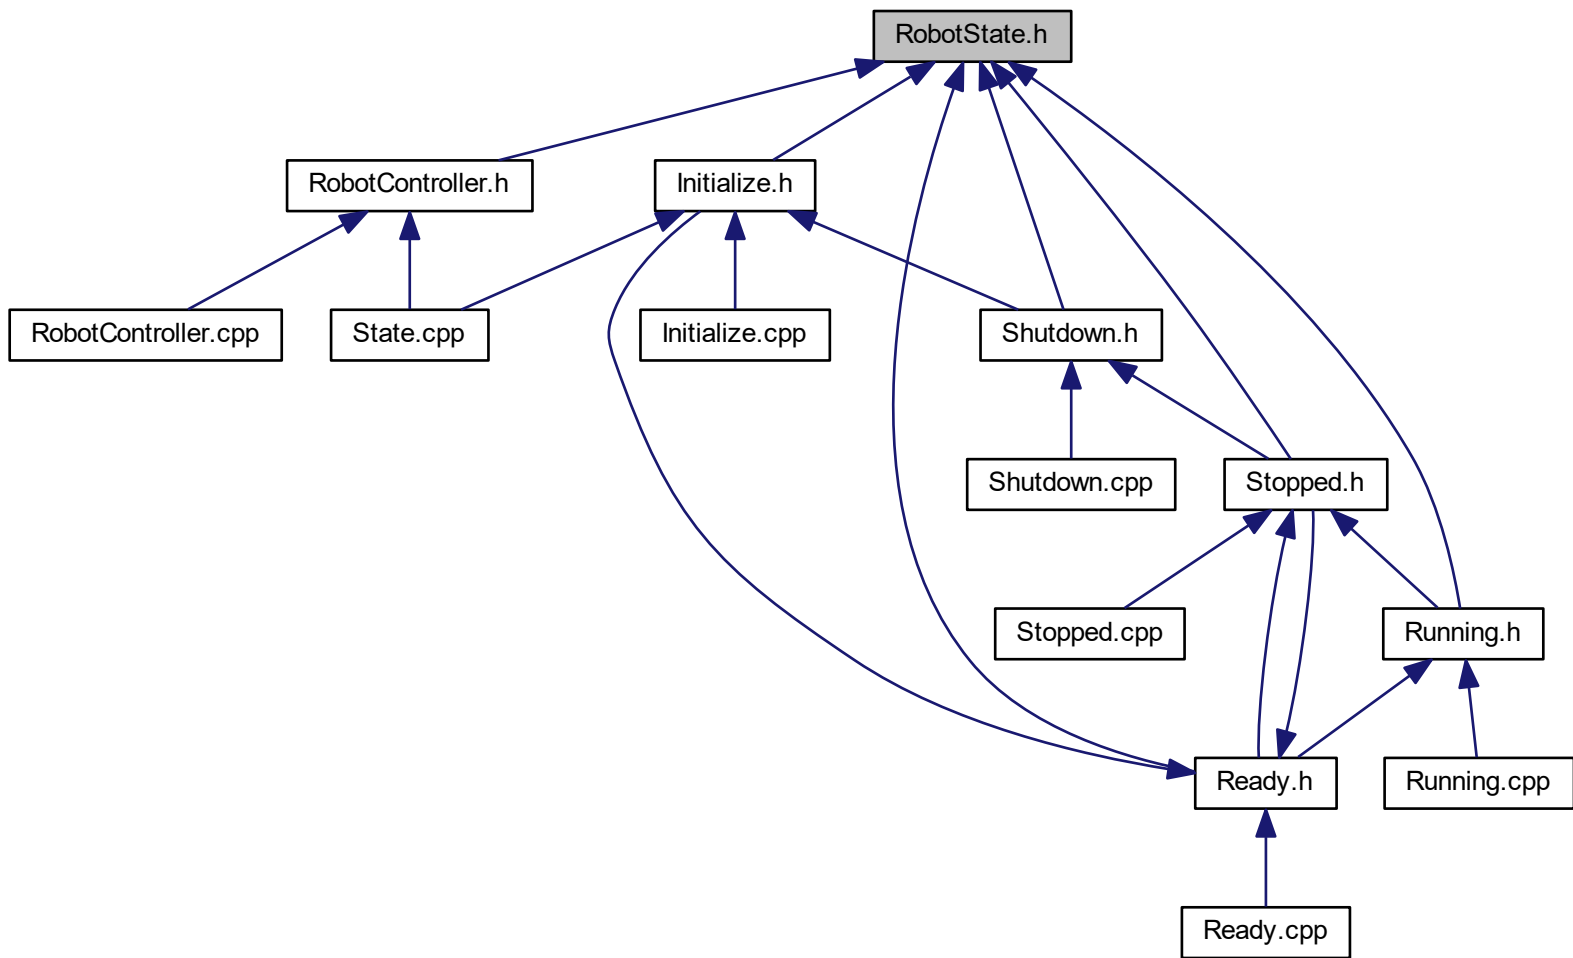 RobotState.h
RobotController.h
Initialize.h
RobotController.cpp
State.cpp
Initialize.cpp
Shutdown.h
Shutdown.cpp
Stopped.h
Stopped.cpp
Running.h
Ready.h
Running.cpp
Ready.cpp